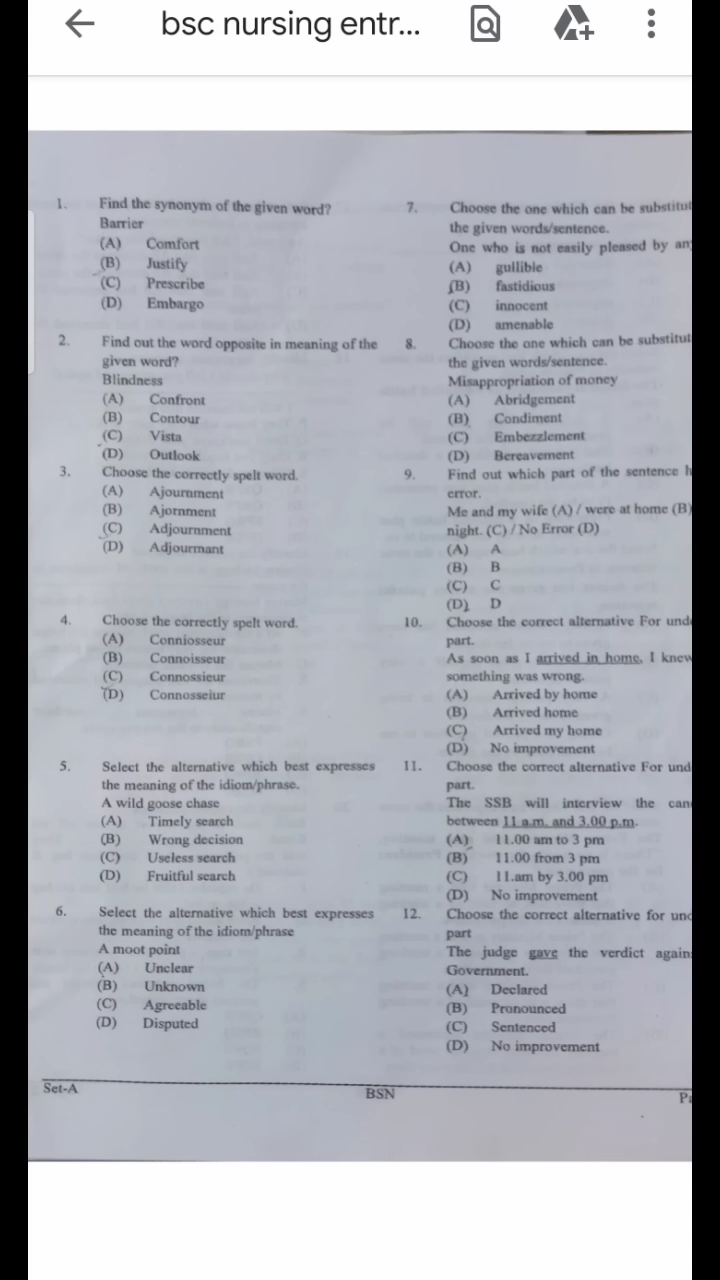 bsc nursing entr...
1. Find the synonym of the given word?
Barrier
(A) Comfort
(B) Justify
(C) Prescribe
(D) Embargo
2. Find out the word opposite in meaning of the
given word?
Blindness
(A) Confront
(B) Contour
(C) Vista
(D) Outlook
3. Choose the correctly spelt word.
(A) Ajournment
(B) Ajornment
(C) Adjournment
(D) Adjourmant
4. Choose the correctly spelt word.
(A) Conniosseur
(B) Connoisseur
(C) Connossieur
(D) Connosseiur
5. Select the alternative which best expresses
the meaning of the idiom/phrase.
A wild goose chase
(A) Timely search
(B) Wrong decision
(C) Useless search
(D) Fruitful search
6. Select the alternative which best expresses
the meaning of the idiom/phrase
A moot point
(A) Unclear
(B) Unknown
(C) Agreeable
(D) Disputed
7. Choose the one which can be substitut
the given words/sentence.
One who is not easily pleased by an
(A) gullible
(B) fastidious
(C) innocent
(D) amenable
8. Choose the one which can be substitut
the given words/sentence.
Misappropriation of money
(A) Abridgement
(B) Condiment
(C) Embezzlement
(D) Bereavement
9. Find out which part of the sentence h
error.
Me and my wife (A) / were at home (B)
night. (C) / No Error (D)
(A) A
(B) B
(C) C
(D) D
10. Choose the correct alternative For und
part.
As soon as I arrived in home, I knew
something was wrong.
(A) Arrived by home
(B) Arrived home
(C) Arrived my home
(D) No improvement
11. Choose the correct alternative For und
part.
The SSB will interview the can
between 11 a.m. and 3.00 p.m.
(A) 11.00 am to 3 pm
(B) 11.00 from 3 pm
(C) 11.am by 3.00 pm
(D) No improvement
12. Choose the correct alternative for und
part
The judge gave the verdict again
Government.
(A) Declared
(B) Pronounced
(C) Sentenced
(D) No improvement
Set-A BSN